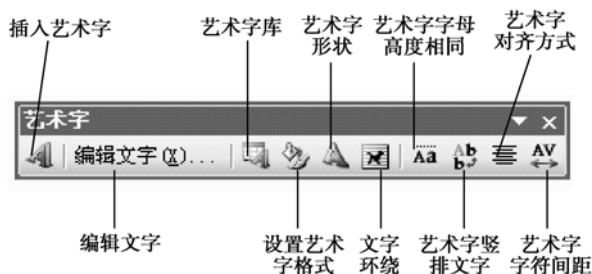 插入艺术字
艺术字库
艺术字
形状
艺术字字母
高度相同
艺术字
对齐方式
艺术字
编辑文字(X)...
Aa
Ab
b
AV
编辑文字
设置艺术
字格式
文字
环绕
艺术字竖
排文字
艺术字
字符间距